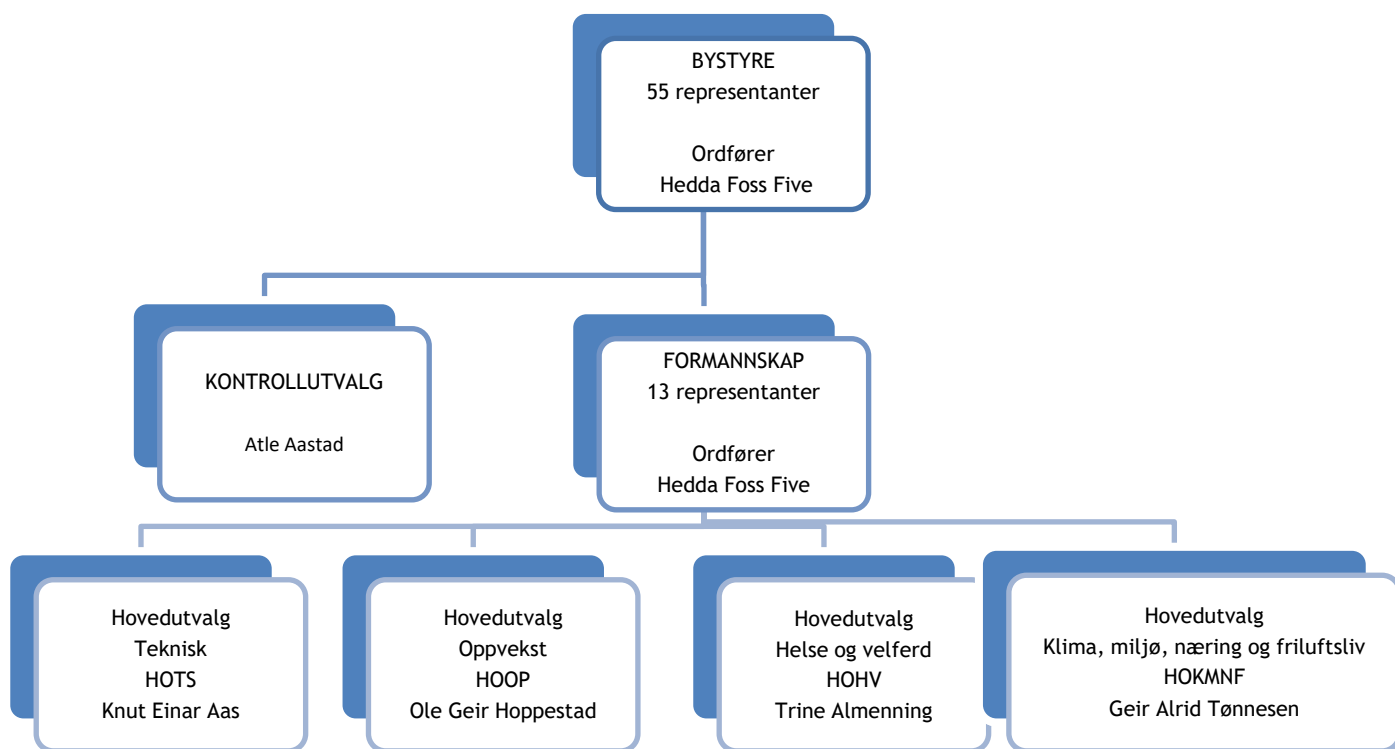 BYSTYRE
55 representanter
Ordfører
Hedda Foss Five
KONTROLLUTVALG
Atle Aastad
FORMANNSKAP
13 representanter
Ordfører
Hedda Foss Five
Hovedutvalg
Teknisk
HOTS
Knut Einar Aas
Hovedutvalg
Oppvekst
HOOP
Ole Geir Hoppestad
Hovedutvalg
Helse og velferd
HOHV
Trine Almenning
Hovedutvalg
Klima, miljø, næring og friluftsliv
HOKMNF
Geir Alrid Tønnesen